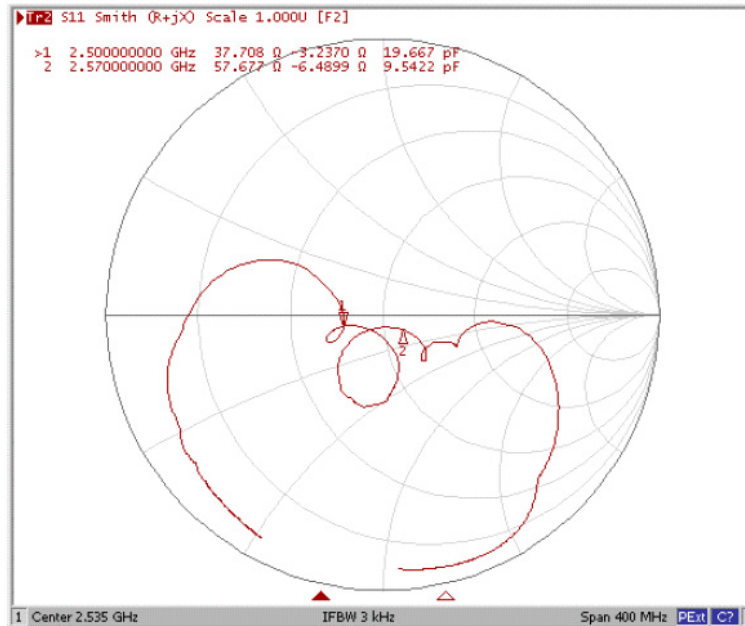 Tr2 S11 Smith (R+jX) Scale 1.000U [F2]
>1 2.500000000 GHz 37.708 Ω -3.2370 Ω 19.667 pF
2 2.570000000 GHz 57.677 Ω -6.4899 Ω 9.5422 pF
1
2
1 Center 2.535 GHz IFBW 3 kHz Span 400 MHz PExt C?